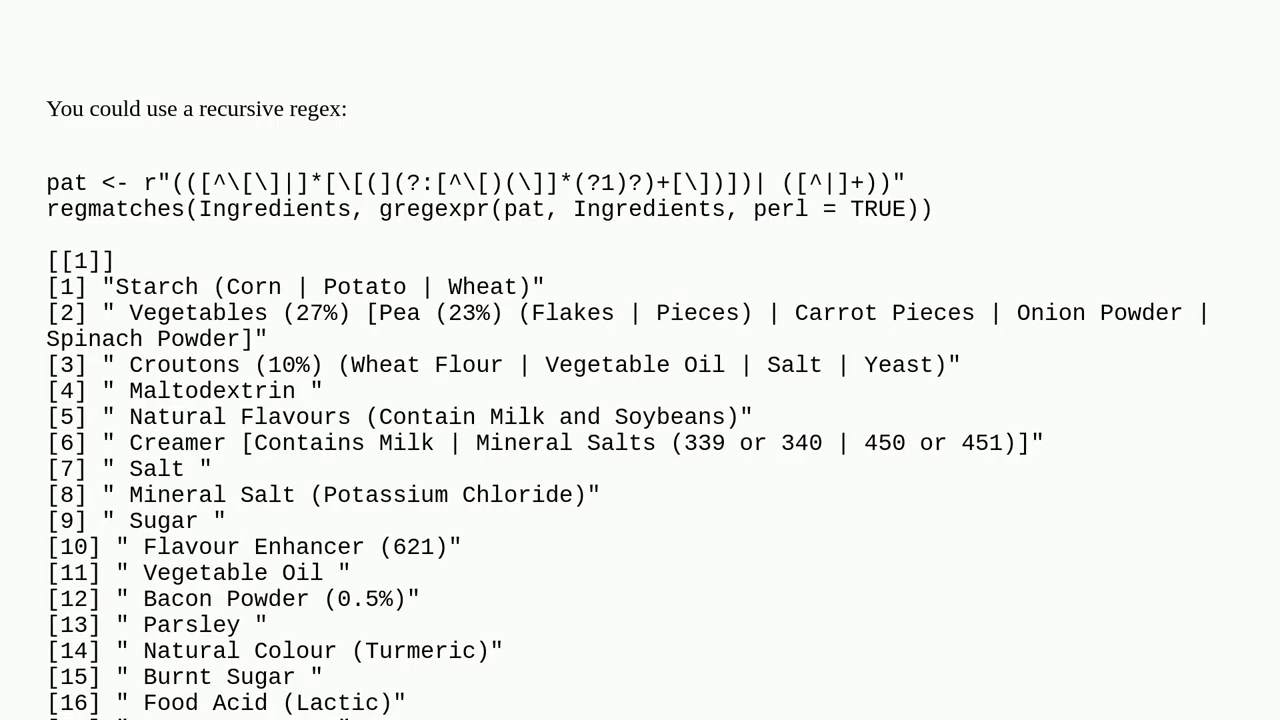 You could use a recursive regex:
pat <- r"(([^\[\]|]*[\[(](?:[^\[)(\]]*(?1)?)+[\])])| ([^|]+))"
regmatches(Ingredients, gregexpr(pat, Ingredients, perl = TRUE))
[[1]]
[1] "Starch (Corn | Potato | Wheat)"
[2] " Vegetables (27%) [Pea (23%) (Flakes | Pieces) | Carrot Pieces | Onion Powder |
Spinach Powder]"
[3] " Croutons (10%) (Wheat Flour | Vegetable Oil | Salt | Yeast)"
[4] " Maltodextrin "
[5] " Natural Flavours (Contain Milk and Soybeans)"
[6] " Creamer [Contains Milk | Mineral Salts (339 or 340 | 450 or 451)]"
[7] " Salt "
[8] " Mineral Salt (Potassium Chloride)"
[9] " Sugar "
[10] " Flavour Enhancer (621)"
[11] " Vegetable Oil "
[12] " Bacon Powder (0.5%)"
[13] " Parsley "
[14] " Natural Colour (Turmeric)"
[15] " Burnt Sugar "
[16] " Food Acid (Lactic)"